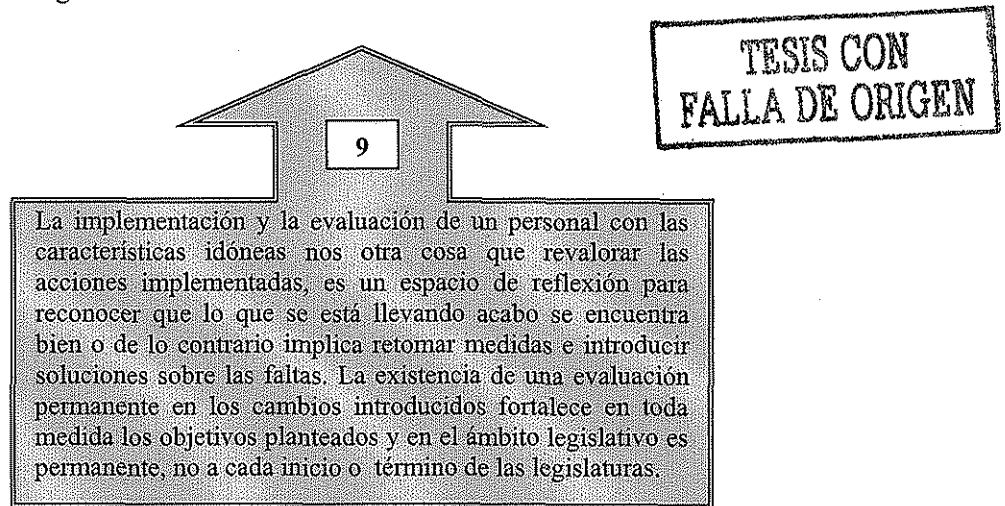 TESIS CON
FALLA DE ORIGEN
9
La implementación y la evaluación de un personal con las
características idóneas nos otra cosa que revalorar las
acciones implementadas, es un espacio de reflexión para
reconocer que lo que se está llevando acabo se encuentra
bien o de lo contrario implica retomar medidas e introducir
soluciones sobre las faltas. La existencia de una evaluación
permanente en los cambios introducidos fortalece en toda
medida los objetivos planteados y en el ámbito legislativo es
permanente, no a cada inicio o término de las legislaturas.